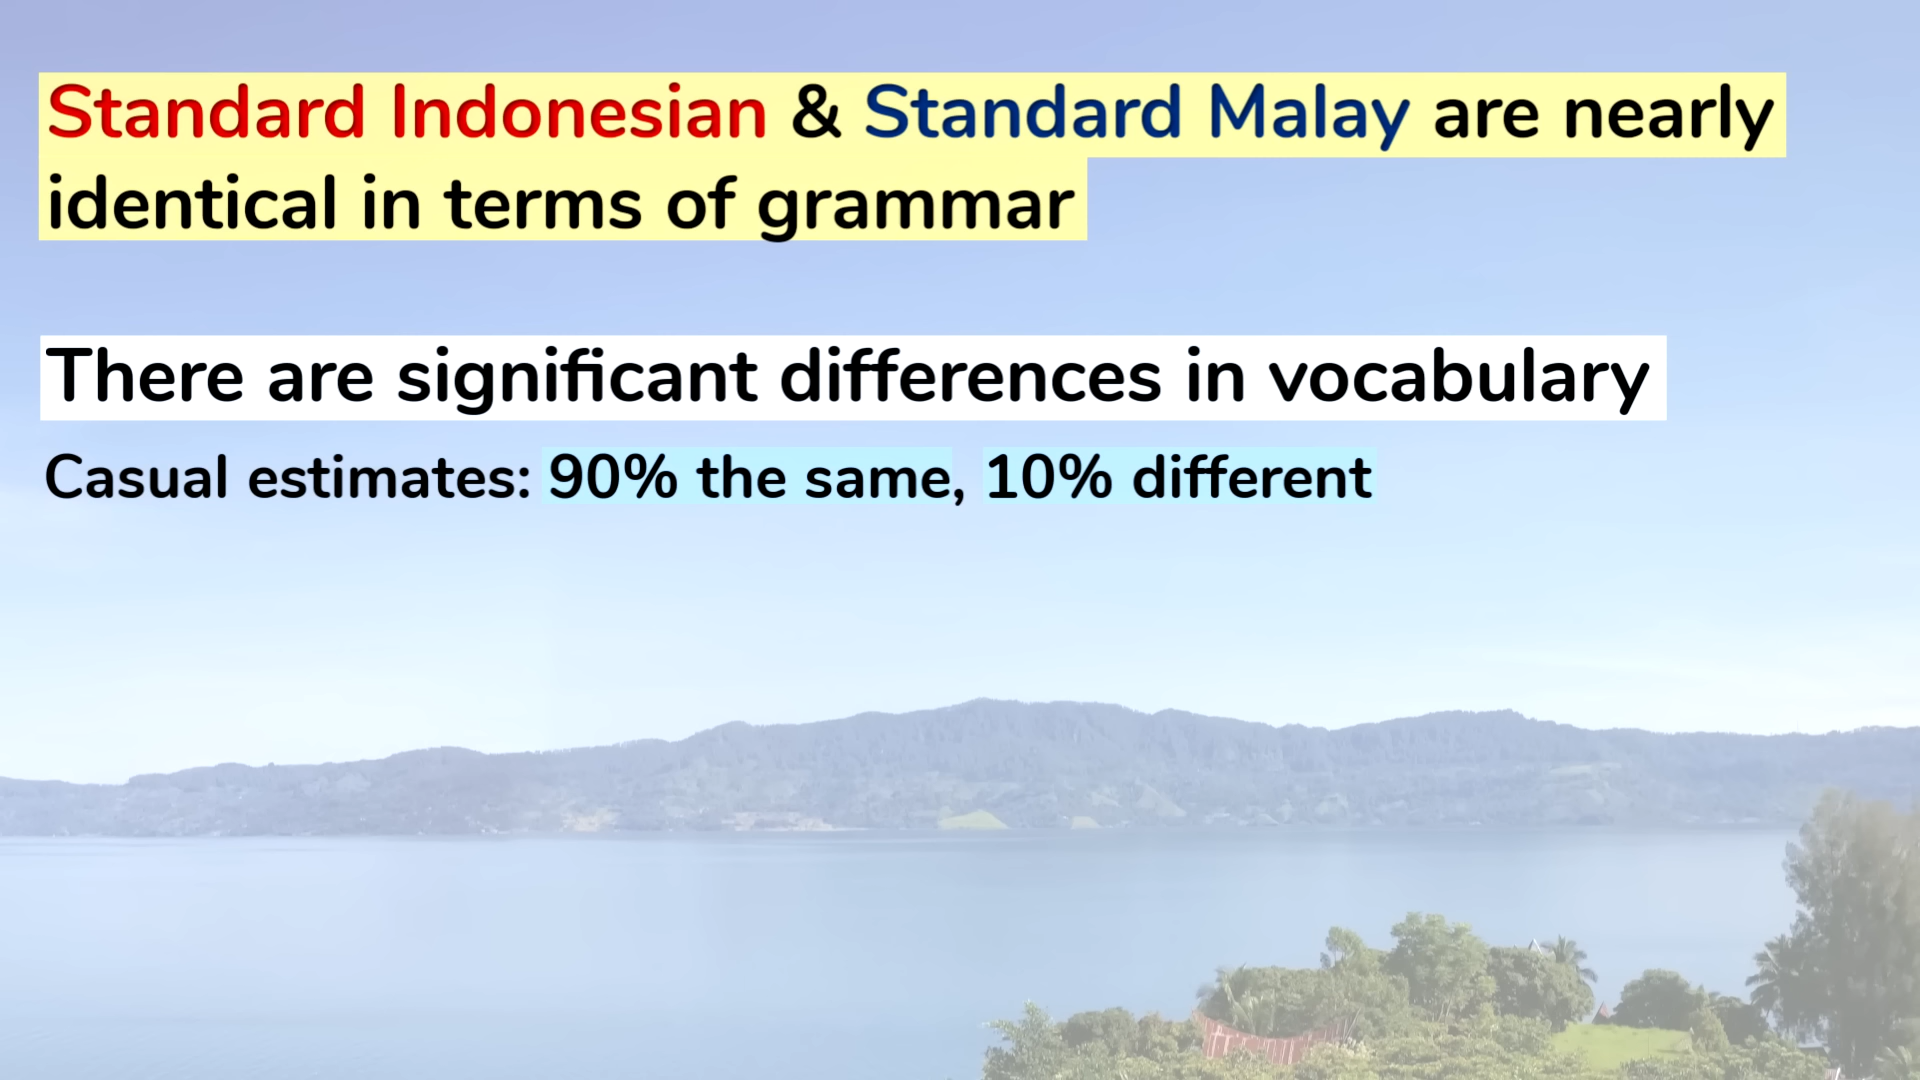 Standard Indonesian & Standard Malay are nearly
identical in terms of grammar
There are significant differences in vocabulary
Casual estimates: 90% the same, 10% different